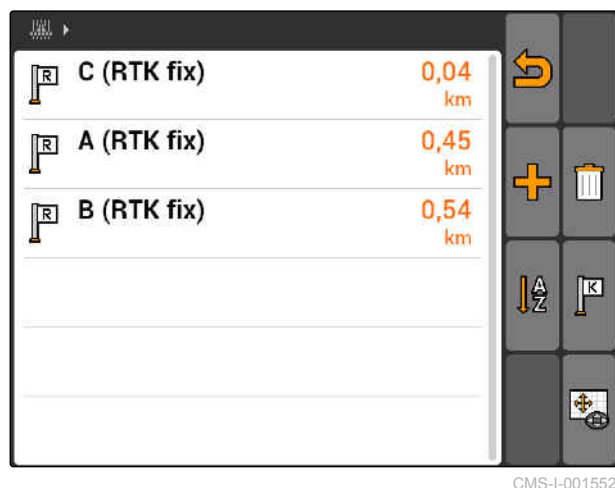 C (RTK fix)
0,04
km
A (RTK fix)
0,45
km
B (RTK fix)
0,54
km
R
R
R
A
Z
K
CMS-I-001552